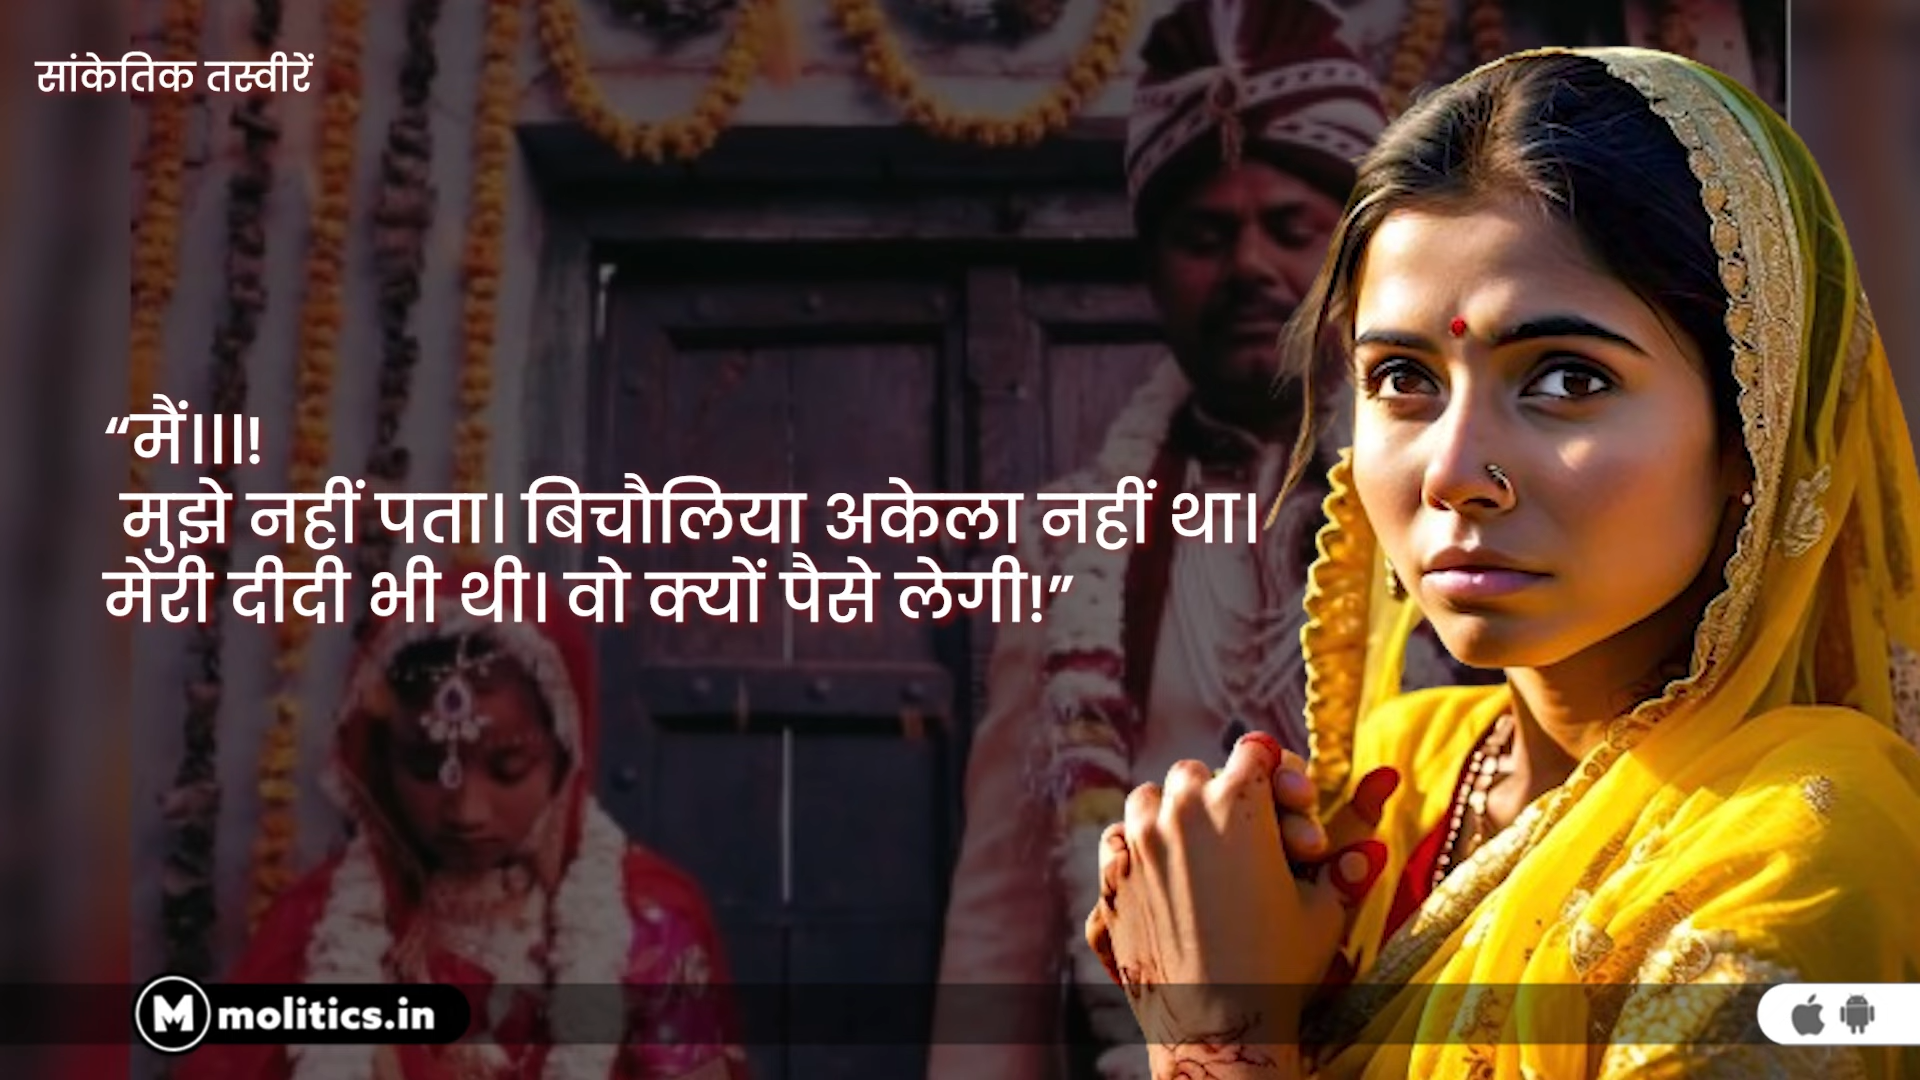 सांकेतिक तस्वीरें
“मैं।।।!
मुझे नहीं पता। बिचौलिया अकेला नहीं था।
मेरी दीदी भी थी। वो क्यों पैसे लेगी!”
M molitics.in